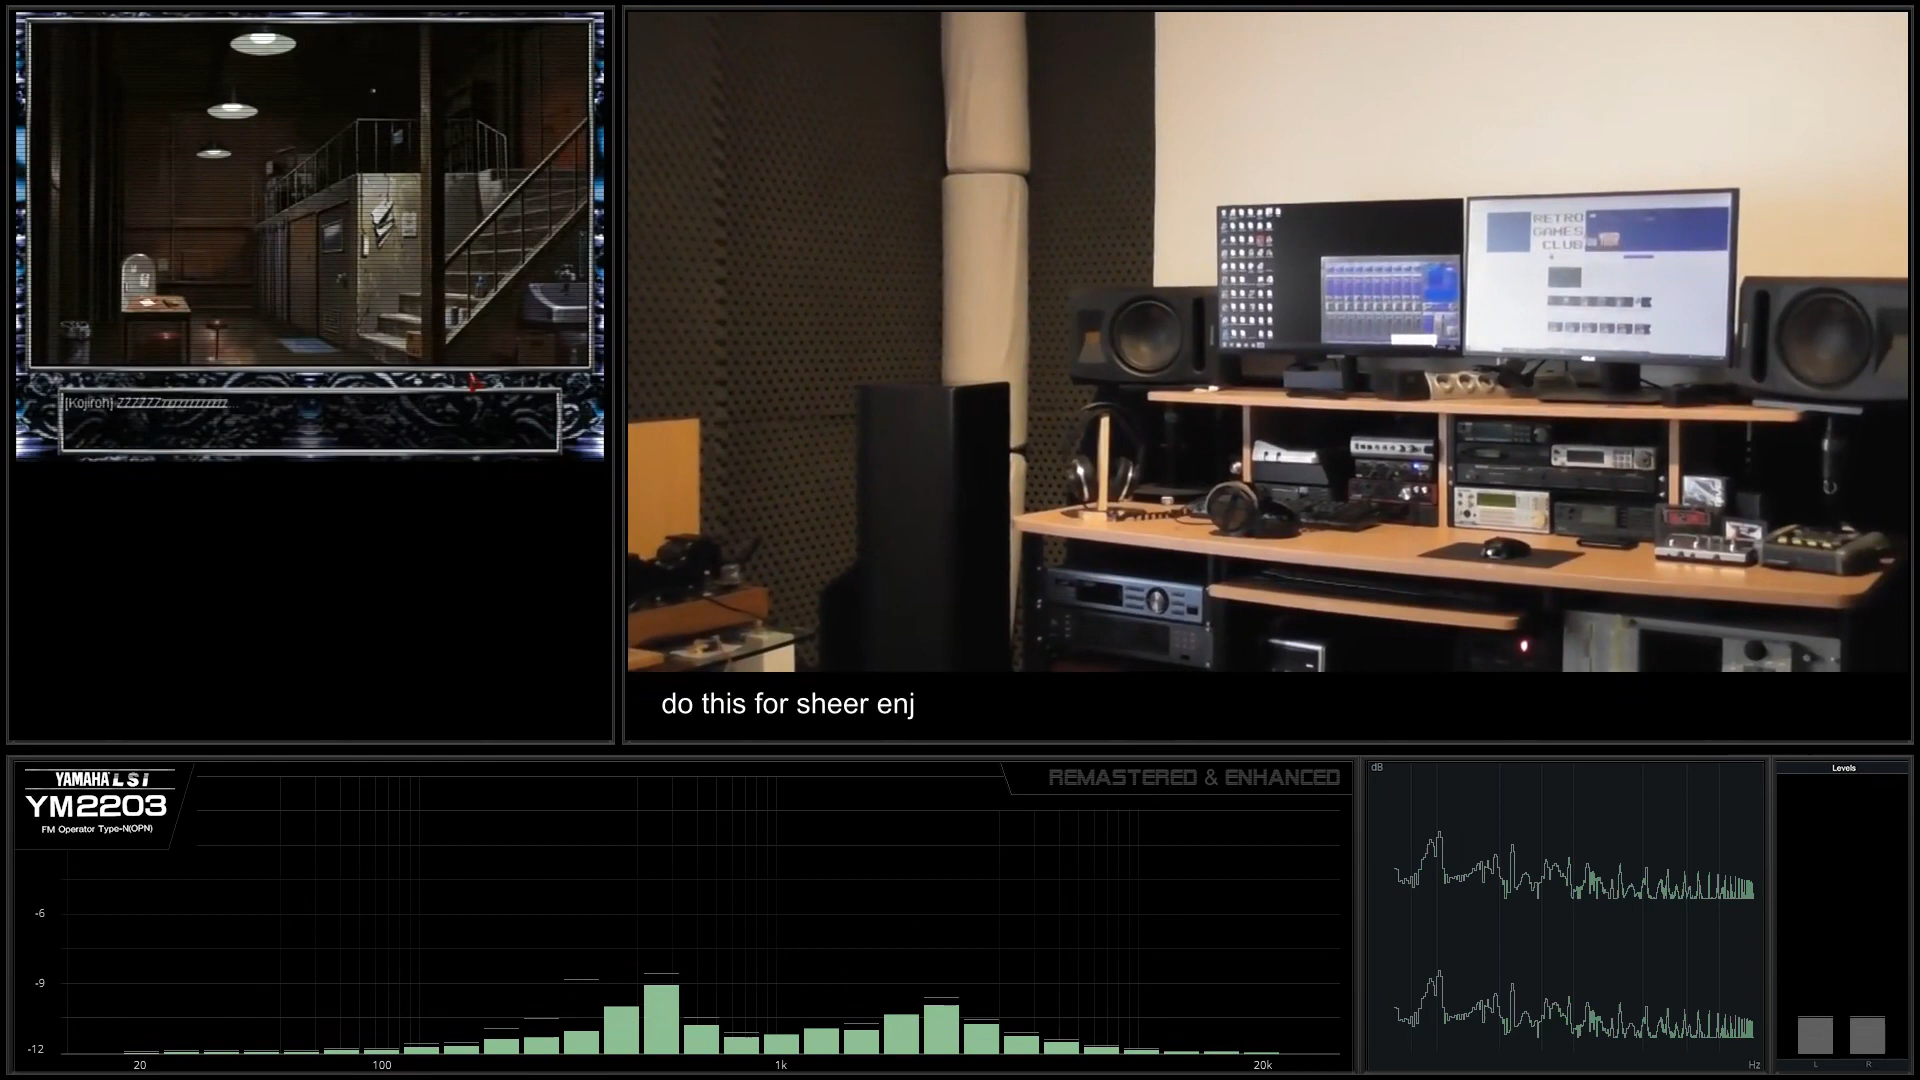 [Kojiroh] ZZZZZZzzzzzzzzzzz...
RETRO
GAMES
CLUB
do this for sheer enj
YAMAHA LSI
YM2203
FM Operator Type-N(OPN)
REMASTERED & ENHANCED
-6
-9
-12
20
100
1k
20k
dB
Hz
Levels
L
R